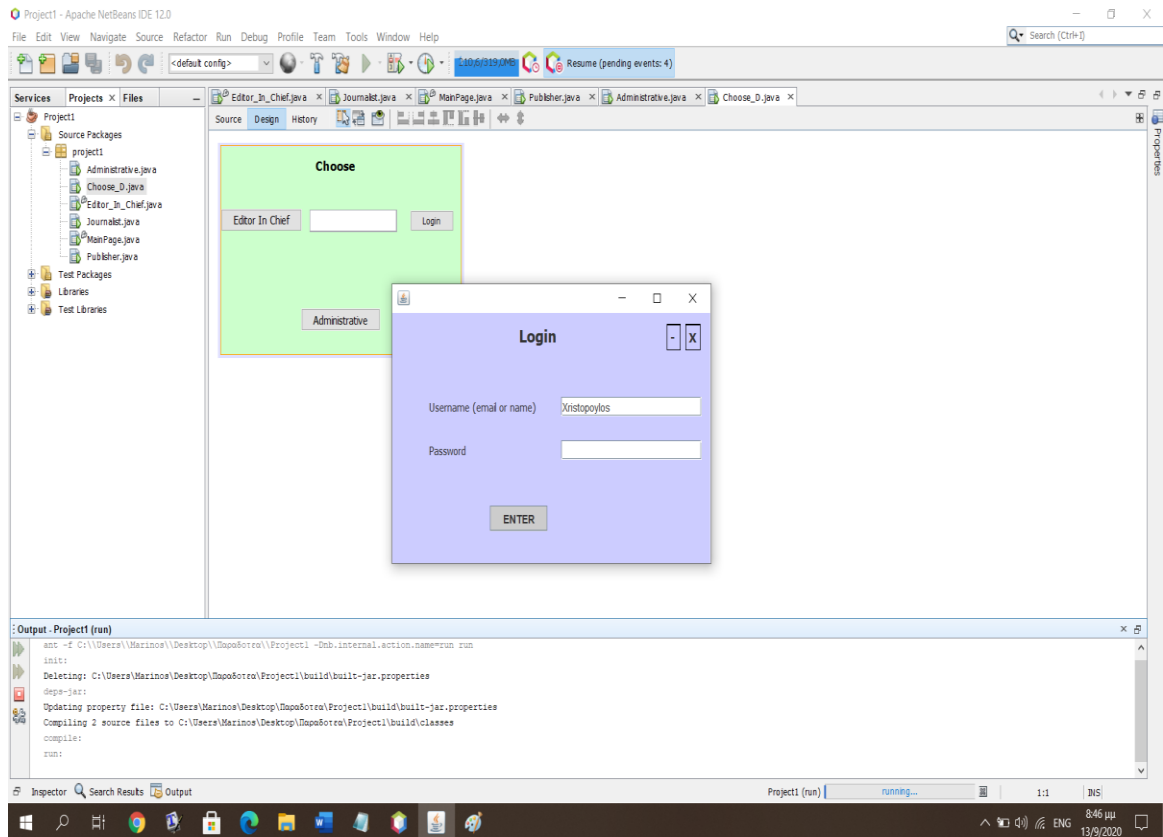 Project1 - Apache NetBeans IDE 12.0
File Edit View Navigate Source Refactor Run Debug Profile Team Tools Window Help
Search (Ctrl+I)
<default config>
Resume (pending events: 4)
Services Projects Files
Editor_In_Chief.java Journalist.java MainPage.java Publisher.java Administrative.java Choose_D.java
Source Design History
Properties
Project1
Source Packages
project1
Administrative.java
Choose_D.java
Editor_In_Chief.java
Journalist.java
MainPage.java
Publisher.java
Test Packages
Libraries
Test Libraries
Choose
Editor In Chief Login
Administrative
Login
- X
Username (email or name) Xristopoylos
Password
ENTER
Output - Project1 (run)
ant -f C:\\Users\\Marinos\\Desktop\\Παραδοτεα\\Project1 -Dnb.internal.action.name=run run
init:
Deleting: C:\Users\Marinos\Desktop\Παραδοτεα\Project1\build\built-jar.properties
deps-jar:
Updating property file: C:\Users\Marinos\Desktop\Παραδοτεα\Project1\build\built-jar.properties
Compiling 2 source files to C:\Users\Marinos\Desktop\Παραδοτεα\Project1\build\classes
compile:
run:
Inspector Search Results Output
Project1 (run) running... 1:1 INS
ENG
8:46 μμ
13/9/2020